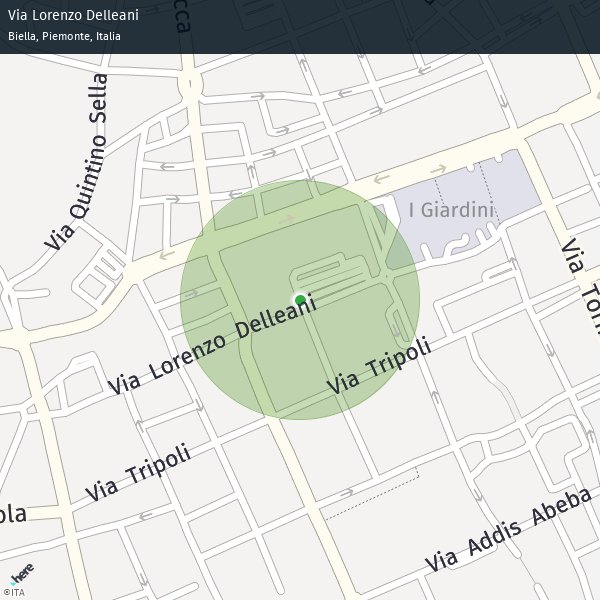 Via Lorenzo Delleani
Biella, Piemonte, Italia
cca
Via Quintino Sella
I Giardini
Via Torn
Via Lorenzo Delleani
Via Tripoli
Via Tripoli
ola
Via Addis Abeba
here
©ITA